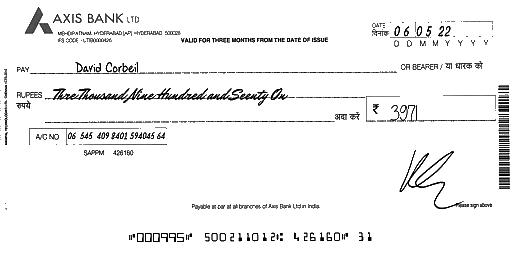 AXIS BANK LTD
MEHDIPATNAM, HYDERABAD [AP] HYDERABAD 500028
IFS CODE - UTIB0000426
VALID FOR THREE MONTHS FROM THE DATE OF ISSUE
DATE
दिनांक 06 05 22
D D M M Y Y Y Y
PAY David Corbeil OR BEARER / या धारक को
RUPEES Three Thousand, Nine Hundred and Seenty On
रुपये अदा करें ₹ 3971
A/C NO 06 545 409 8401 594045 64
SAPPM 426160
Payable at par at all branches of Axis Bank Ltd in India.
Please sign above
"000995" 500211012: 426160" 31